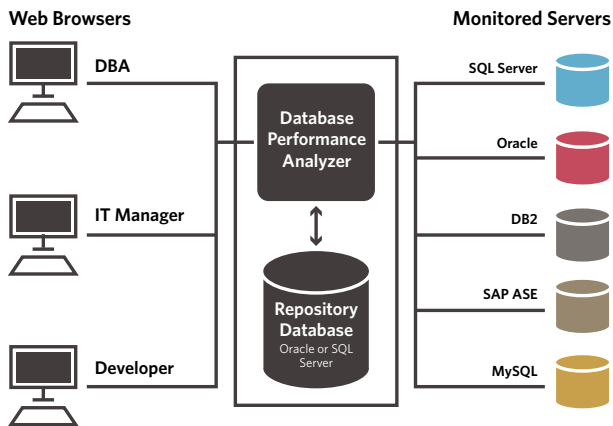 Web Browsers
Monitored Servers
DBA
IT Manager
Developer
Database
Performance
Analyzer
Repository
Database
Oracle or SQL
Server
SQL Server
Oracle
DB2
SAP ASE
MySQL